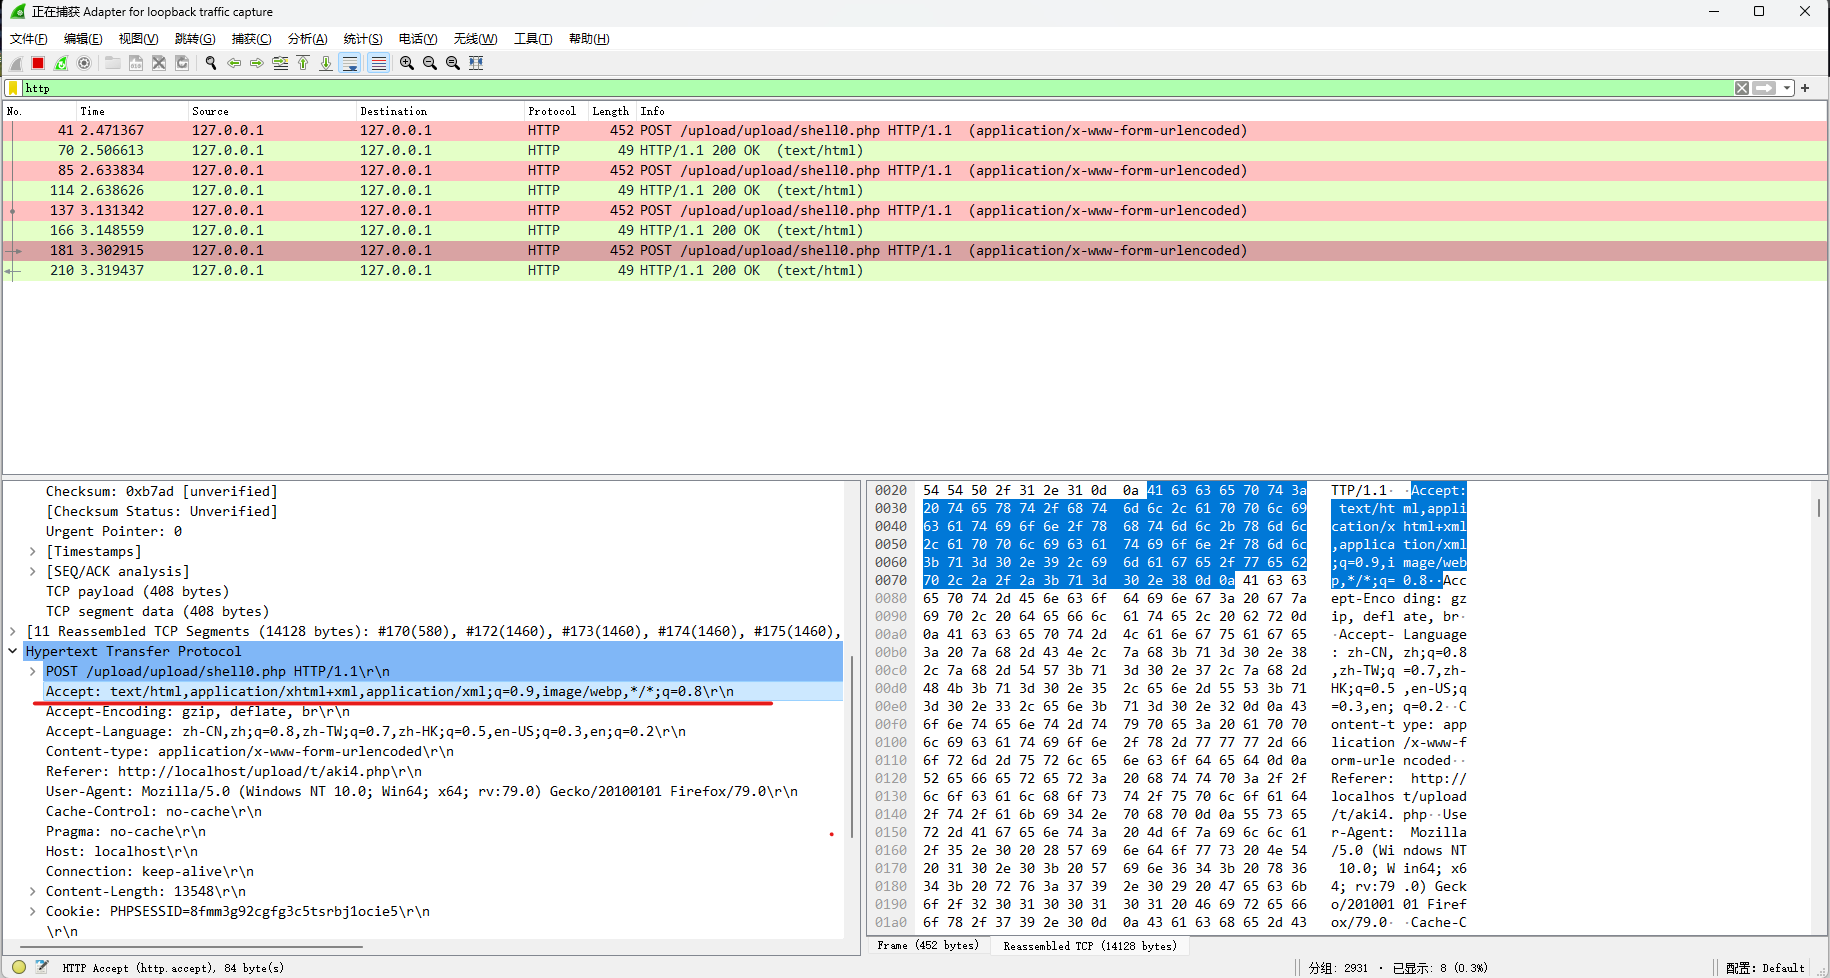 正在捕获 Adapter for loopback traffic capture
文件(F) 编辑(E) 视图(V) 跳转(G) 捕获(C) 分析(A) 统计(S) 电话(Y) 无线(W) 工具(T) 帮助(H)
http
No. Time Source Destination Protocol Length Info
41 2.471367 127.0.0.1 127.0.0.1 HTTP 452 POST /upload/upload/shell0.php HTTP/1.1 (application/x-www-form-urlencoded)
70 2.506613 127.0.0.1 127.0.0.1 HTTP 49 HTTP/1.1 200 OK (text/html)
85 2.633834 127.0.0.1 127.0.0.1 HTTP 452 POST /upload/upload/shell0.php HTTP/1.1 (application/x-www-form-urlencoded)
114 2.638626 127.0.0.1 127.0.0.1 HTTP 49 HTTP/1.1 200 OK (text/html)
137 3.131342 127.0.0.1 127.0.0.1 HTTP 452 POST /upload/upload/shell0.php HTTP/1.1 (application/x-www-form-urlencoded)
166 3.148559 127.0.0.1 127.0.0.1 HTTP 49 HTTP/1.1 200 OK (text/html)
181 3.302915 127.0.0.1 127.0.0.1 HTTP 452 POST /upload/upload/shell0.php HTTP/1.1 (application/x-www-form-urlencoded)
210 3.319437 127.0.0.1 127.0.0.1 HTTP 49 HTTP/1.1 200 OK (text/html)
Checksum: 0xb7ad [unverified]
[Checksum Status: Unverified]
Urgent Pointer: 0
[Timestamps]
[SEQ/ACK analysis]
TCP payload (408 bytes)
TCP segment data (408 bytes)
[11 Reassembled TCP Segments (14128 bytes): #170(580), #172(1460), #173(1460), #174(1460), #175(1460),
Hypertext Transfer Protocol
POST /upload/upload/shell0.php HTTP/1.1\r\n
Accept: text/html,application/xhtml+xml,application/xml;q=0.9,image/webp,*/*;q=0.8\r\n
Accept-Encoding: gzip, deflate, br\r\n
Accept-Language: zh-CN,zh;q=0.8,zh-TW;q=0.7,zh-HK;q=0.5,en-US;q=0.3,en;q=0.2\r\n
Content-type: application/x-www-form-urlencoded\r\n
Referer: http://localhost/upload/t/aki4.php\r\n
User-Agent: Mozilla/5.0 (Windows NT 10.0; Win64; x64; rv:79.0) Gecko/20100101 Firefox/79.0\r\n
Cache-Control: no-cache\r\n
Pragma: no-cache\r\n
Host: localhost\r\n
Connection: keep-alive\r\n
Content-Length: 13548\r\n
Cookie: PHPSESSID=8fmm3g92cgfg3c5tsrbj1ocie5\r\n
\r\n
0020 54 54 50 2f 31 2e 31 0d 0a 41 63 63 65 70 74 3a TTP/1.1· ·Accept:
0030 20 74 65 78 74 2f 68 74 6d 6c 2c 61 70 70 6c 69 text/ht ml,appli
0040 63 61 74 69 6f 6e 2f 78 68 74 6d 6c 2b 78 6d 6c cation/x html+xml
0050 2c 61 70 70 6c 69 63 61 74 69 6f 6e 2f 78 6d 6c ,applica tion/xml
0060 3b 71 3d 30 2e 39 2c 69 6d 61 67 65 2f 77 65 62 ;q=0.9,i mage/web
0070 70 2c 2a 2f 2a 3b 71 3d 30 2e 38 0d 0a 41 63 63 p,*/*;q= 0.8··Acc
0080 65 70 74 2d 45 6e 63 6f 64 69 6e 67 3a 20 67 7a ept-Enco ding: gz
0090 69 70 2c 20 64 65 66 6c 61 74 65 2c 20 62 72 0d ip, defl ate, br·
00a0 0a 41 63 63 65 70 74 2d 4c 61 6e 67 75 61 67 65 ·Accept- Language
00b0 3a 20 7a 68 2d 43 4e 2c 7a 68 3b 71 3d 30 2e 38 : zh-CN, zh;q=0.8
00c0 2c 7a 68 2d 54 57 3b 71 3d 30 2e 37 2c 7a 68 2d ,zh-TW;q =0.7,zh-
00d0 48 4b 3b 71 3d 30 2e 35 2c 65 6e 2d 55 53 3b 71 HK;q=0.5 ,en-US;q
00e0 3d 30 2e 33 2c 65 6e 3b 71 3d 30 2e 32 0d 0a 43 =0.3,en; q=0.2··C
00f0 6f 6e 74 65 6e 74 2d 74 79 70 65 3a 20 61 70 70 ontent-t ype: app
0100 6c 69 63 61 74 69 6f 6e 2f 78 2d 77 77 77 2d 66 lication /x-www-f
0110 6f 72 6d 2d 75 72 6c 65 6e 63 6f 64 65 64 0d 0a orm-urle ncoded··
0120 52 65 66 65 72 65 72 3a 20 68 74 74 70 3a 2f 2f Referer: http://
0130 6c 6f 63 61 6c 68 6f 73 74 2f 75 70 6c 6f 61 64 localhos t/upload
0140 2f 74 2f 61 6b 69 34 2e 70 68 70 0d 0a 55 73 65 /t/aki4. php··Use
0150 72 2d 41 67 65 6e 74 3a 20 4d 6f 7a 69 6c 6c 61 r-Agent: Mozilla
0160 2f 35 2e 30 20 28 57 69 6e 64 6f 77 73 20 4e 54 /5.0 (Wi ndows NT
0170 20 31 30 2e 30 3b 20 57 69 6e 36 34 3b 20 78 36 10.0; W in64; x6
0180 34 3b 20 72 76 3a 37 39 2e 30 29 20 47 65 63 6b 4; rv:79 .0) Geck
0190 6f 2f 32 30 31 30 30 31 30 31 20 46 69 72 65 66 o/201001 01 Firef
01a0 6f 78 2f 37 39 2e 30 0d 0a 43 61 63 68 65 2d 43 ox/79.0· ·Cache-C
Frame (452 bytes) Reassembled TCP (14128 bytes)
HTTP Accept (http.accept), 84 byte(s) 分组: 2931 · 已显示: 8 (0.3%) 配置: Default